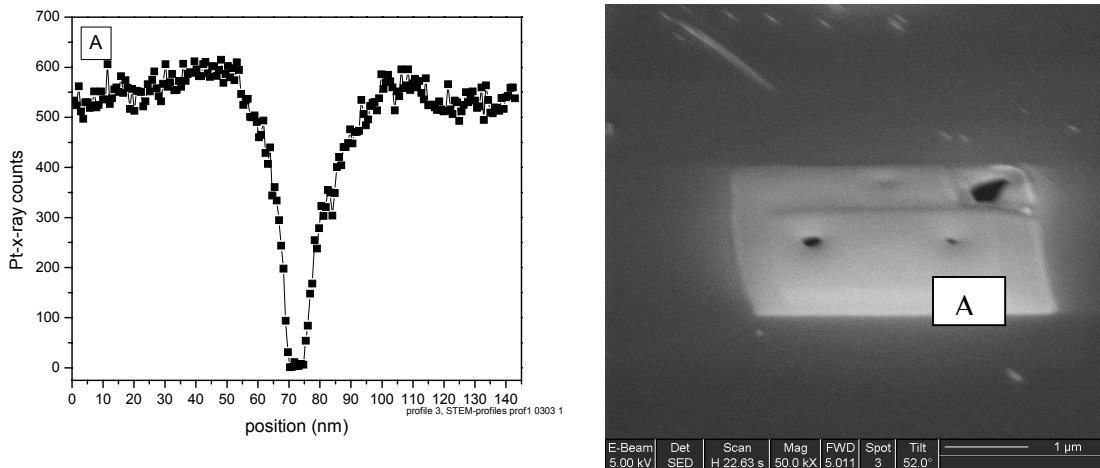 700
600
500
400
300
200
100
0
A
Pt-x-ray counts
0 10 20 30 40 50 60 70 80 90 100 110 120 130 140
profile 3, STEM-profiles prof1 0303 1
position (nm)
A
E-Beam Det Scan Mag FWD Spot Tilt 1 µm
5.00 kV SED H 22.63 s 50.0 kX 5.011 3 52.0°